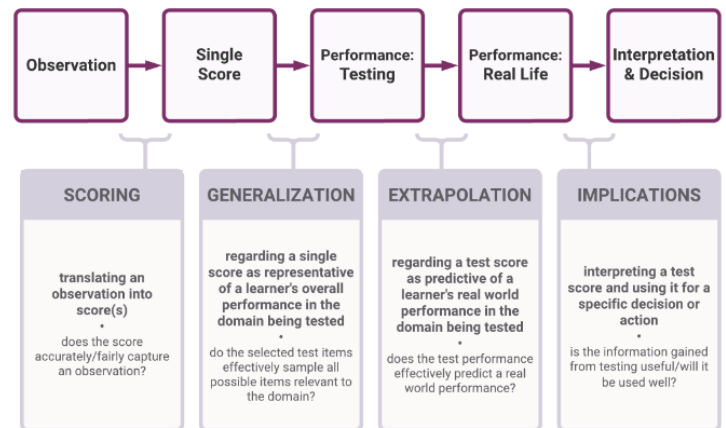 Observation
Single
Score
Performance:
Testing
Performance:
Real Life
Interpretation
& Decision
SCORING
translating an
observation into
score(s)
•
does the score
accurately/fairly capture
an observation?
GENERALIZATION
regarding a single
score as representative
of a learner's overall
performance in the
domain being tested
•
do the selected test items
effectively sample all
possible items relevant to
the domain?
EXTRAPOLATION
regarding a test score
as predictive of
a learner's real world
performance in the
domain being tested
•
does the test performance
effectively predict a real
world performance?
IMPLICATIONS
interpreting a test
score and using it for a
specific decision or
action
•
is the information gained
from testing useful/will it
be used well?